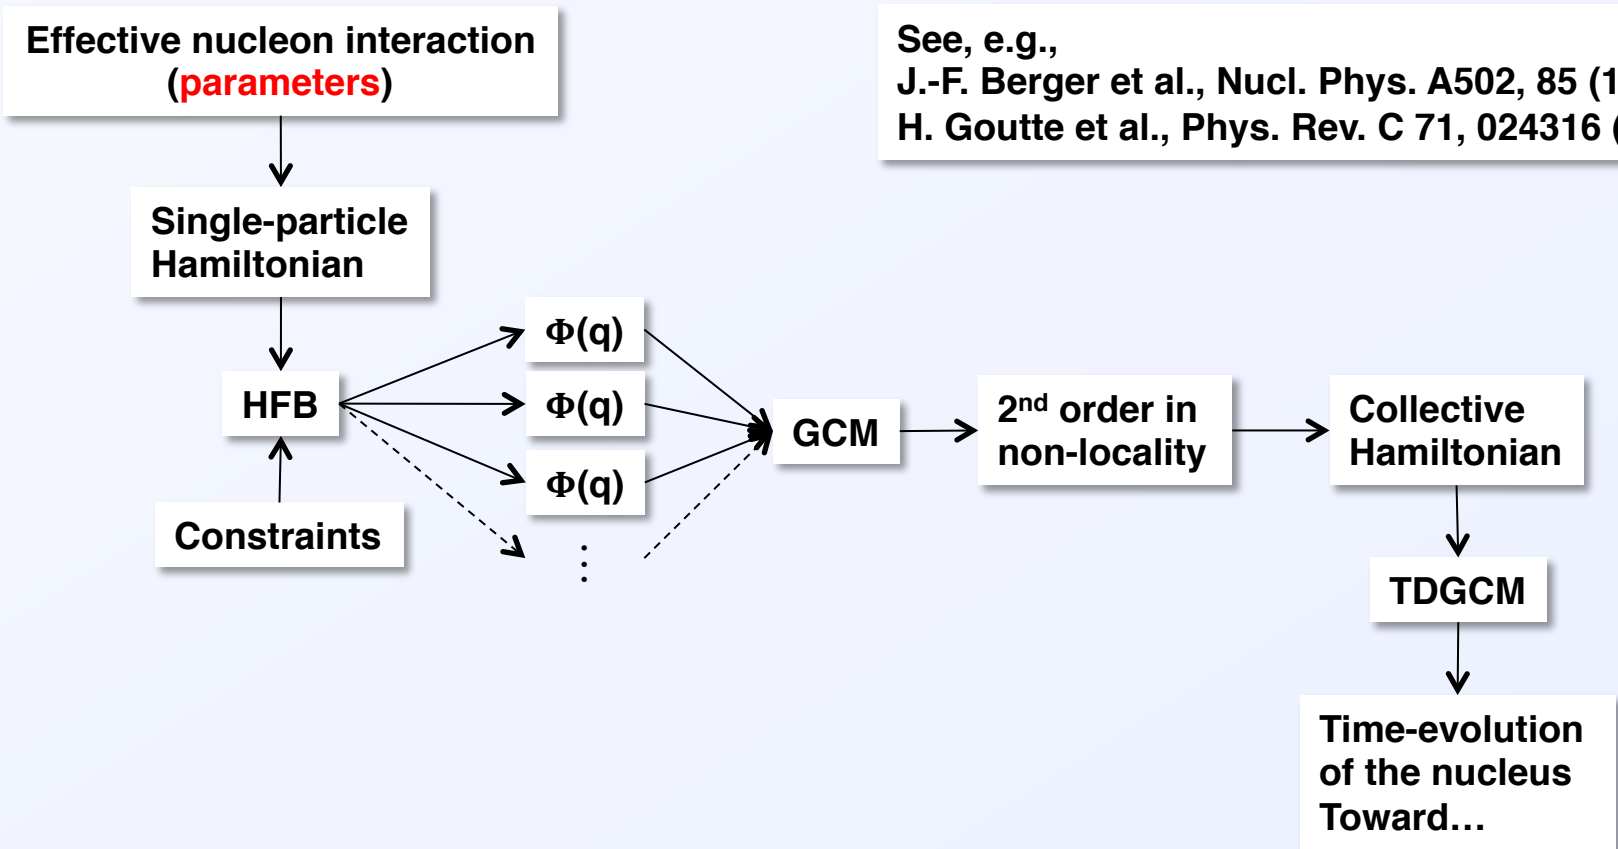 Effective nucleon interaction
(parameters)
See, e.g.,
J.-F. Berger et al., Nucl. Phys. A502, 85 (1
H. Goutte et al., Phys. Rev. C 71, 024316 (
Single-particle
Hamiltonian
HFB
Constraints
Φ(q)
Φ(q)
Φ(q)
⋮
GCM
2nd order in
non-locality
Collective
Hamiltonian
TDGCM
Time-evolution
of the nucleus
Toward…